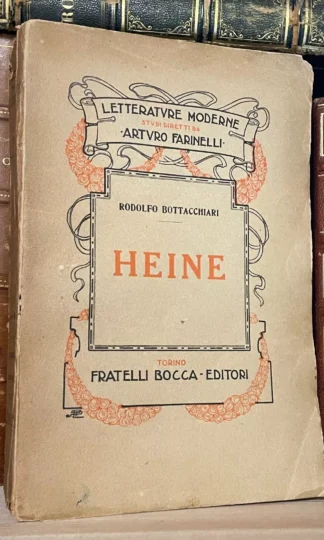 LETTERATVRE MODERNE
STVDI DIRETTI DA
·ARTVRO FARINELLI·
RODOLFO BOTTACCHIARI
HEINE
TORINO
FRATELLI BOCCA-EDITORI